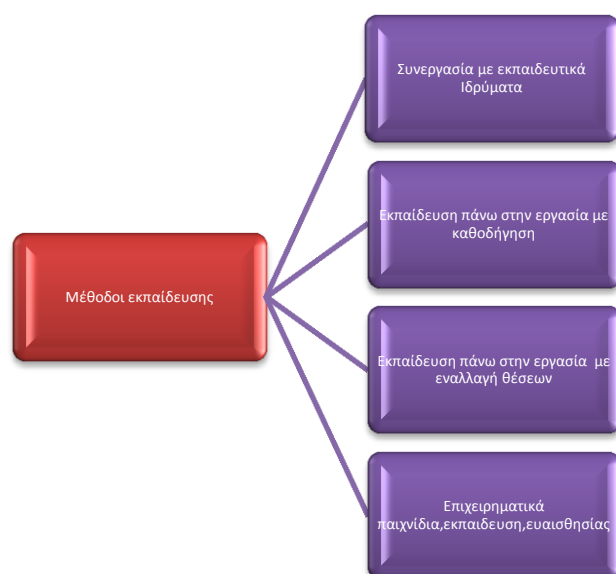 Συνεργασία με εκπαιδευτικά
Ιδρύματα
Εκπαίδευση πάνω στην εργασία με
καθοδήγηση
Μέθοδοι εκπαίδευσης
Εκπαίδευση πάνω στην εργασία με
εναλλαγή θέσεων
Επιχειρηματικά
παιχνίδια,εκπαιδευση,ευαισθησίας